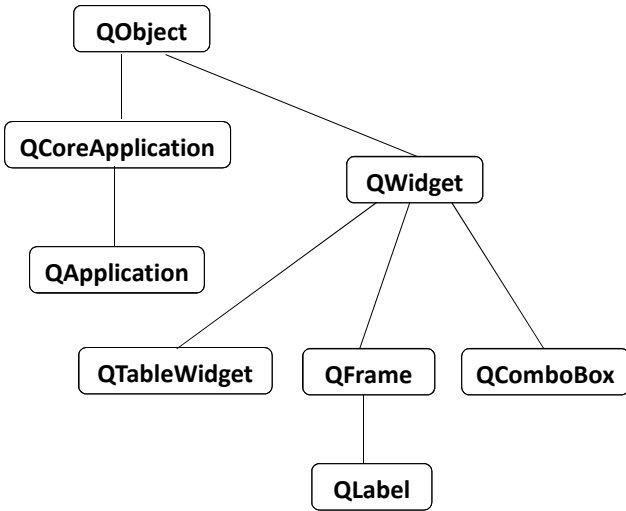 QObject
QCoreApplication
QWidget
QApplication
QTableWidget
QFrame
QComboBox
QLabel